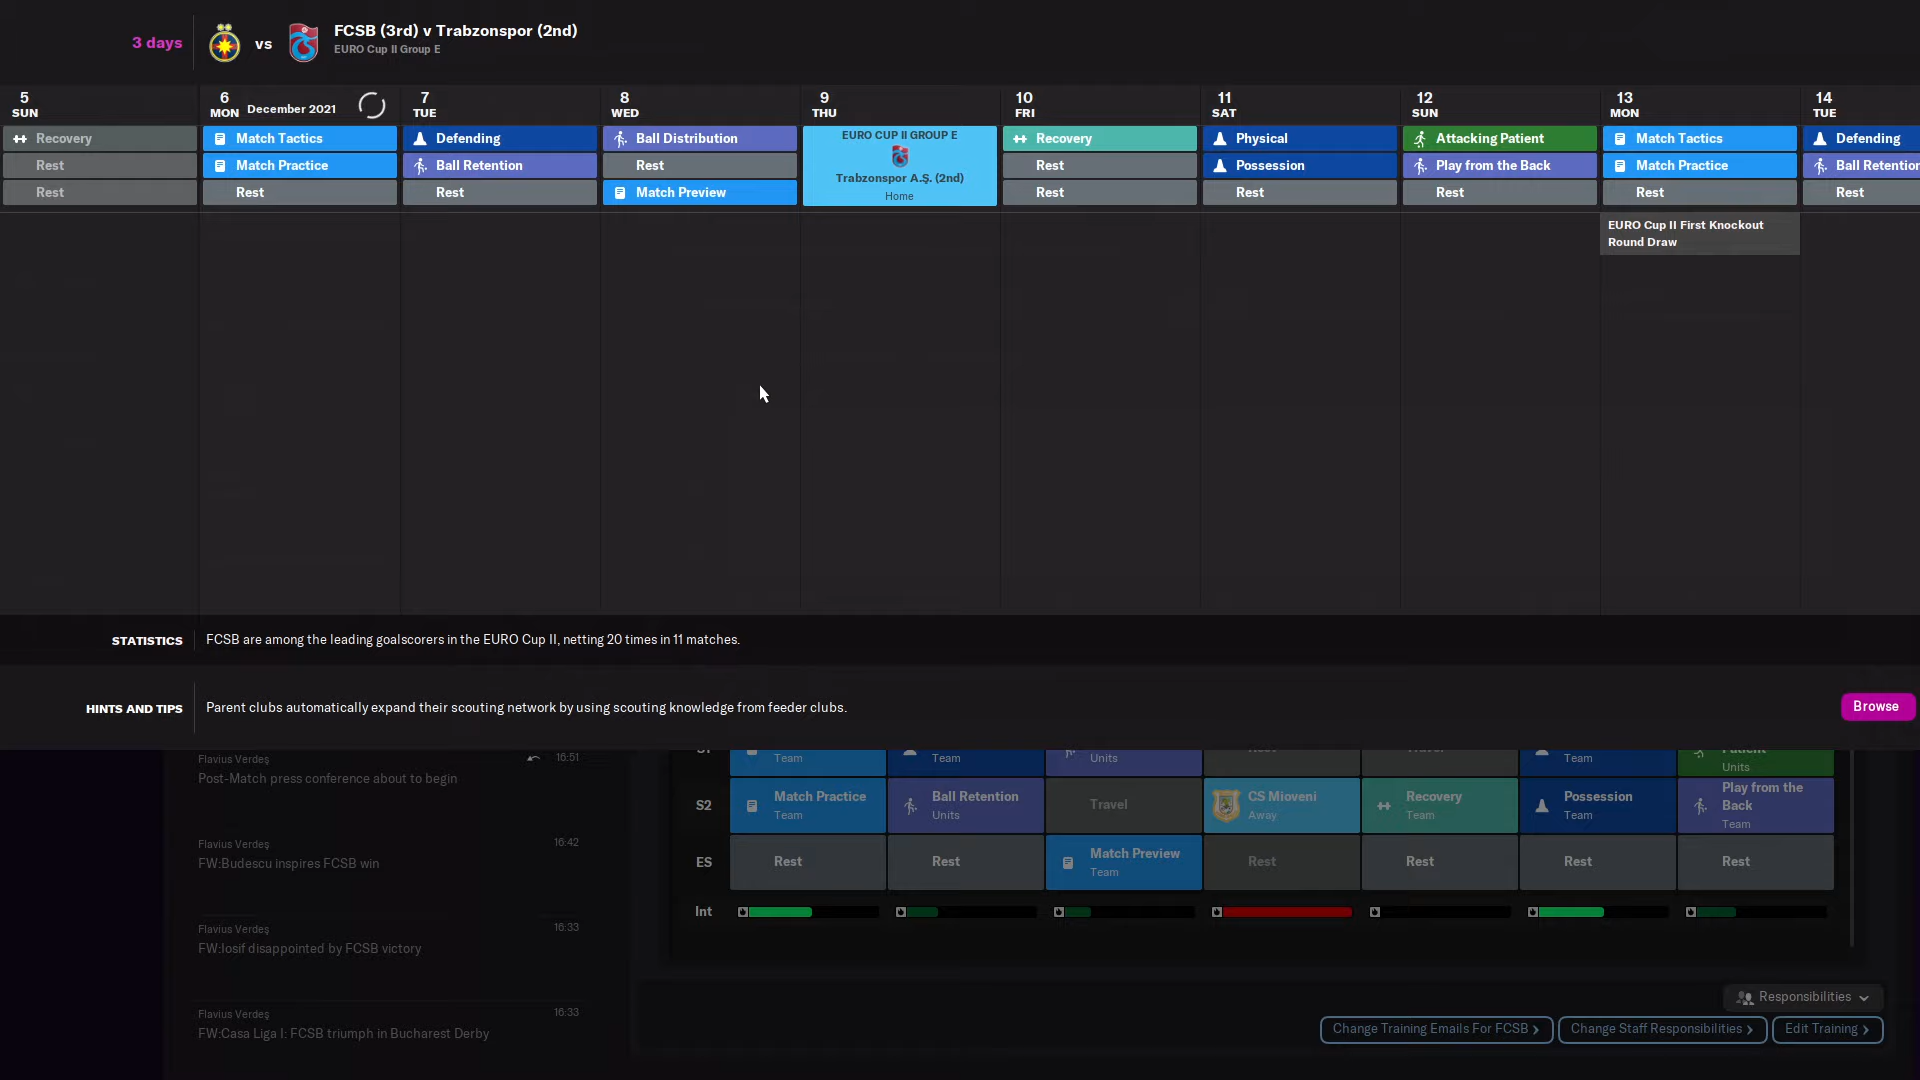 3 days
vs
FCSB (3rd) v Trabzonspor (2nd)
EURO Cup II Group E
5
SUN
6
MON
December 2021
7
TUE
8
WED
9
THU
10
FRI
11
SAT
12
SUN
13
MON
14
TUE
Recovery
Rest
Rest
Match Tactics
Match Practice
Rest
Defending
Ball Retention
Rest
Ball Distribution
Rest
Match Preview
EURO CUP II GROUP E
Trabzonspor A.Ş. (2nd)
Home
Recovery
Rest
Rest
Physical
Possession
Rest
Attacking Patient
Play from the Back
Rest
Match Tactics
Match Practice
Rest
EURO Cup II First Knockout
Round Draw
Defending
Ball Retention
Rest
STATISTICS
FCSB are among the leading goalscorers in the EURO Cup II, netting 20 times in 11 matches.
HINTS AND TIPS
Parent clubs automatically expand their scouting network by using scouting knowledge from feeder clubs.
Browse
Flavius Verdeş
16:51
Post-Match press conference about to begin
Flavius Verdeş
16:42
FW:Budescu inspires FCSB win
Flavius Verdeş
16:33
FW:Iosif disappointed by FCSB victory
Flavius Verdeş
16:33
FW:Casa Liga I: FCSB triumph in Bucharest Derby
Team
Team
Units
Team
Patient
Units
S2
Match Practice
Team
Ball Retention
Units
Travel
CS Mioveni
Away
Recovery
Team
Possession
Team
Play from the
Back
Team
ES
Rest
Rest
Match Preview
Team
Rest
Rest
Rest
Rest
Int
Responsibilities
Change Training Emails For FCSB
Change Staff Responsibilities
Edit Training